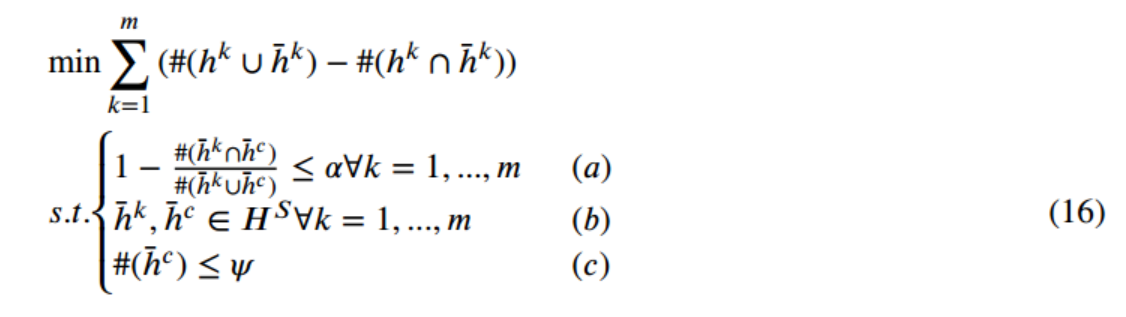 min ∑_{k=1}^{m} (#(h^k ∪ h̄^k) − #(h^k ∩ h̄^k))
s.t. { 1 − #(h̄^k∩h̄^c) / #(h̄^k∪h̄^c) ≤ α∀k = 1, ..., m (a)
h̄^k, h̄^c ∈ H^S∀k = 1, ..., m (b) (16)
#(h̄^c) ≤ ψ (c)